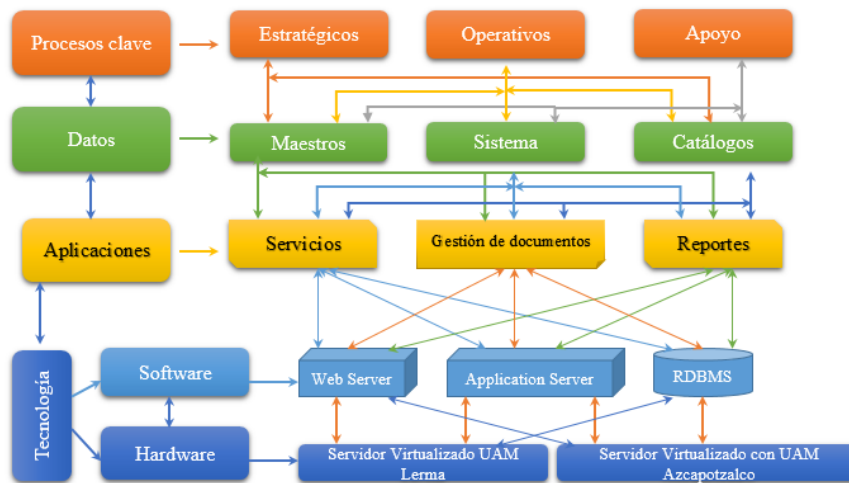 Procesos clave
Estratégicos
Operativos
Apoyo
Datos
Maestros
Sistema
Catálogos
Aplicaciones
Servicios
Gestión de documentos
Reportes
Tecnología
Software
Web Server
Application Server
RDBMS
Hardware
Servidor Virtualizado UAM
Lerma
Servidor Virtualizado con UAM
Azcapotzalco